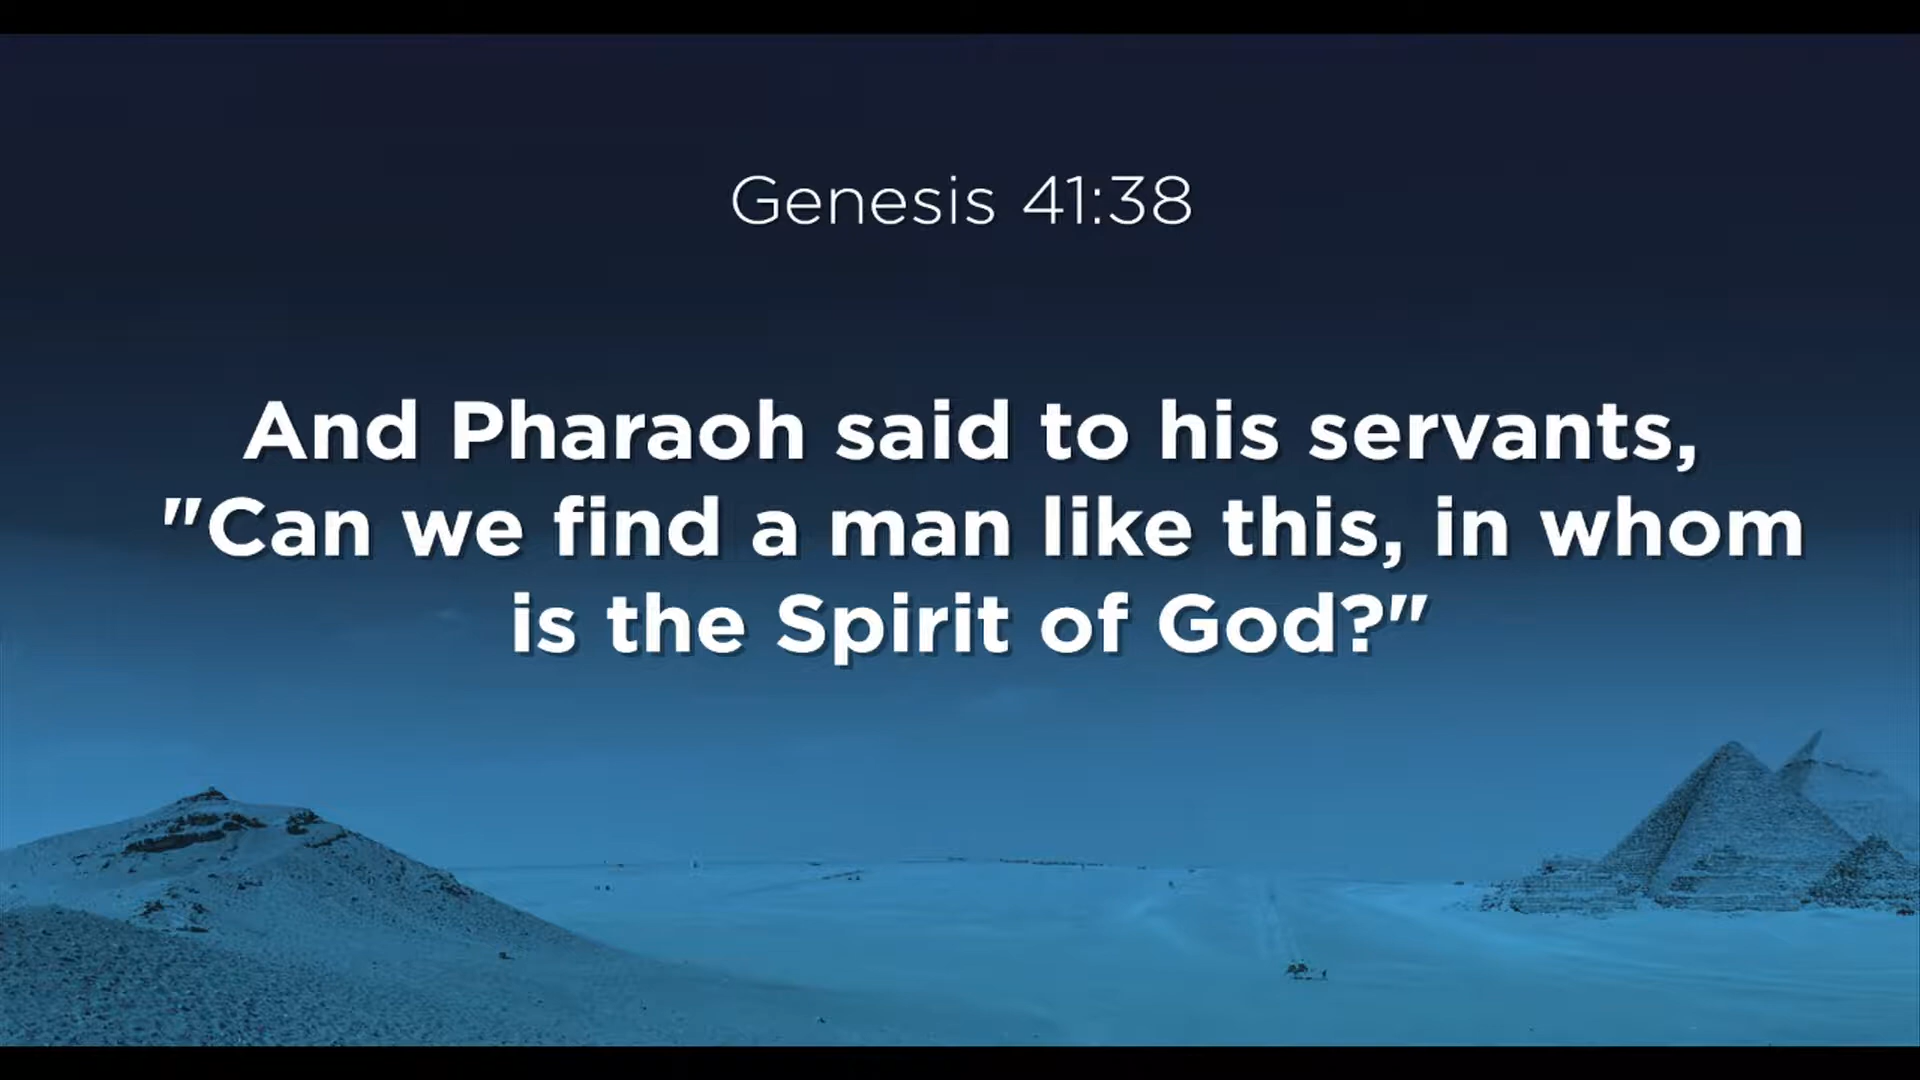 Genesis 41:38
And Pharaoh said to his servants,
"Can we find a man like this, in whom
is the Spirit of God?"